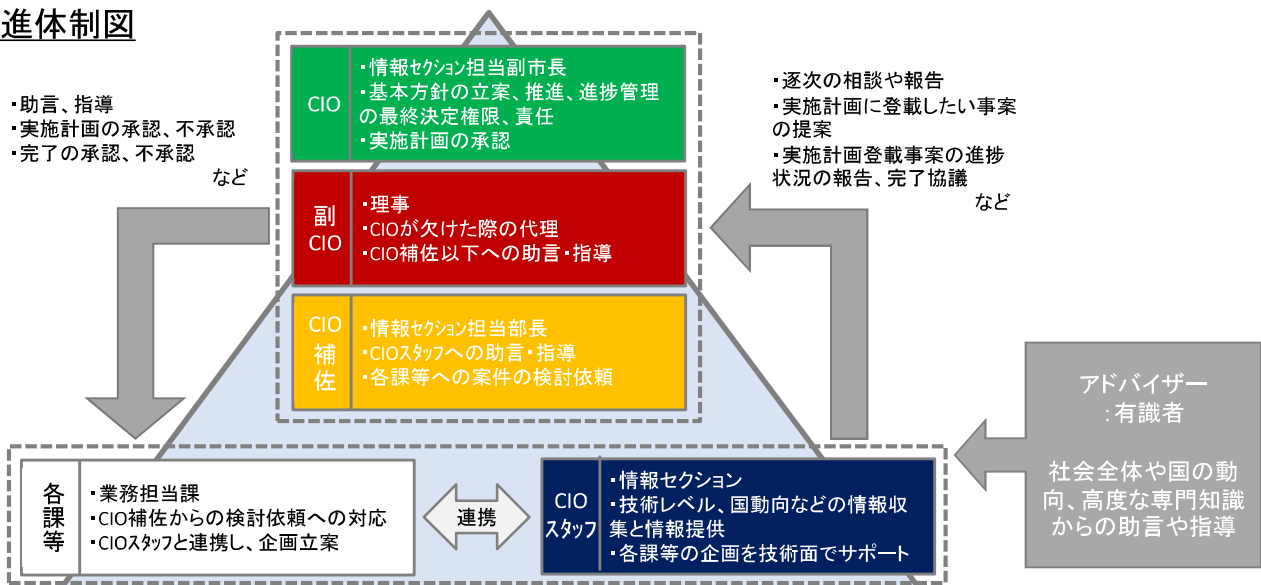 進体制図
CIO
・情報セクション担当副市長
・基本方針の立案、推進、進捗管理
の最終決定権限、責任
・実施計画の承認
・助言、指導
・実施計画の承認、不承認
・完了の承認、不承認
など
・逐次の相談や報告
・実施計画に登載したい事案
の提案
・実施計画登載事案の進捗
状況の報告、完了協議
など
副
CIO
・理事
・CIOが欠けた際の代理
・CIO補佐以下への助言・指導
CIO
補
佐
・情報セクション担当部長
・CIOスタッフへの助言・指導
・各課等への案件の検討依頼
アドバイザー
：有識者
社会全体や国の動
向、高度な専門知識
からの助言や指導
各
課
等
・業務担当課
・CIO補佐からの検討依頼への対応
・CIOスタッフと連携し、企画立案
連携
CIO
スタッフ
・情報セクション
・技術レベル、国動向などの情報収
集と情報提供
・各課等の企画を技術面でサポート